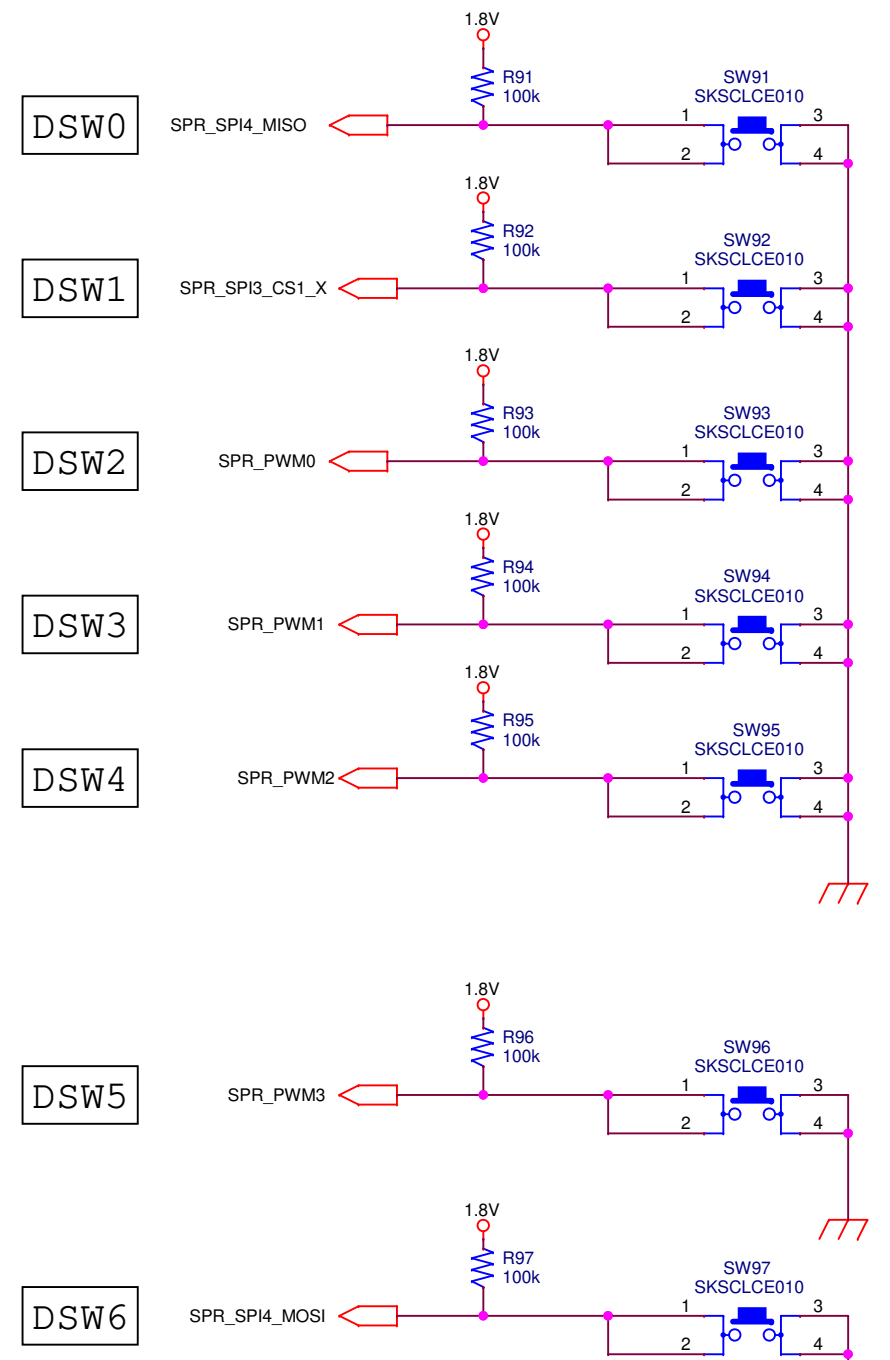 1.8V
R91
100k
SW91
SKSCLCE010
DSW0
SPR_SPI4_MISO
1
3
2
4
1.8V
R92
100k
SW92
SKSCLCE010
DSW1
SPR_SPI3_CS1_X
1
3
2
4
1.8V
R93
100k
SW93
SKSCLCE010
DSW2
SPR_PWM0
1
3
2
4
1.8V
R94
100k
SW94
SKSCLCE010
DSW3
SPR_PWM1
1
3
2
4
1.8V
R95
100k
SW95
SKSCLCE010
DSW4
SPR_PWM2
1
3
2
4
1.8V
R96
100k
SW96
SKSCLCE010
DSW5
SPR_PWM3
1
3
2
4
1.8V
R97
100k
SW97
SKSCLCE010
DSW6
SPR_SPI4_MOSI
1
3
2
4